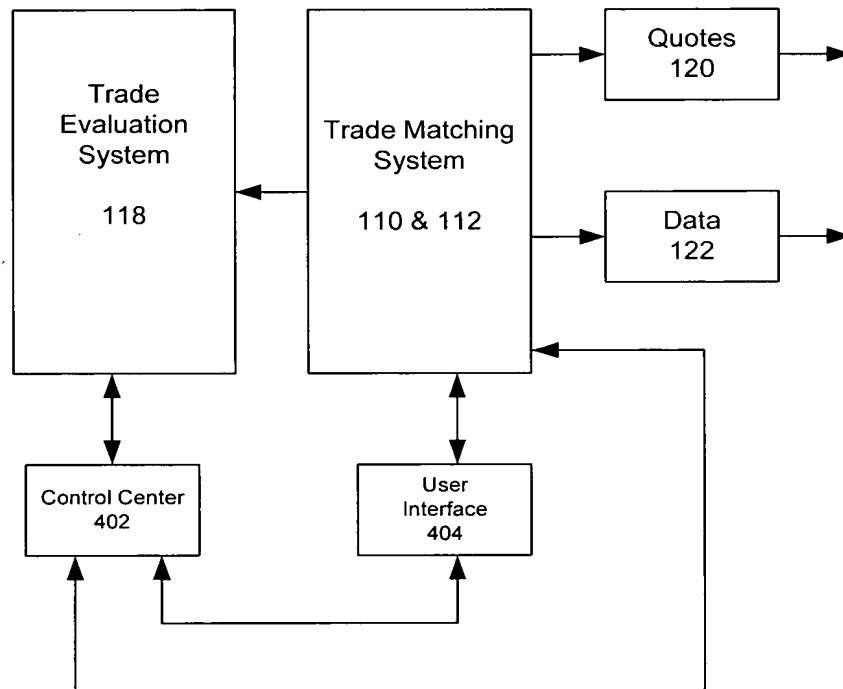 Trade
Evaluation
System
118
Trade Matching
System
110 & 112
Quotes
120
Data
122
Control Center
402
User
Interface
404